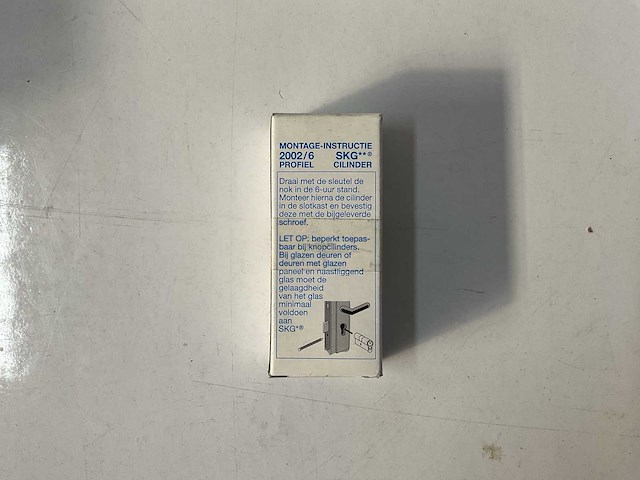 MONTAGE-INSTRUCTIE
2002/6 SKG**®
PROFIEL CILINDER
Draai met de sleutel de
nok in de 6-uur stand.
Monteer hierna de cilinder
in de slotkast en bevestig
deze met de bijgeleverde
schroef.
LET OP: beperkt toepas-
baar bij knopcilinders.
Bij glazen deuren of
deuren met glazen
paneel en naastliggend
glas moet de
gelaagdheid
van het glas
minimaal
voldoen
aan
SKG*®